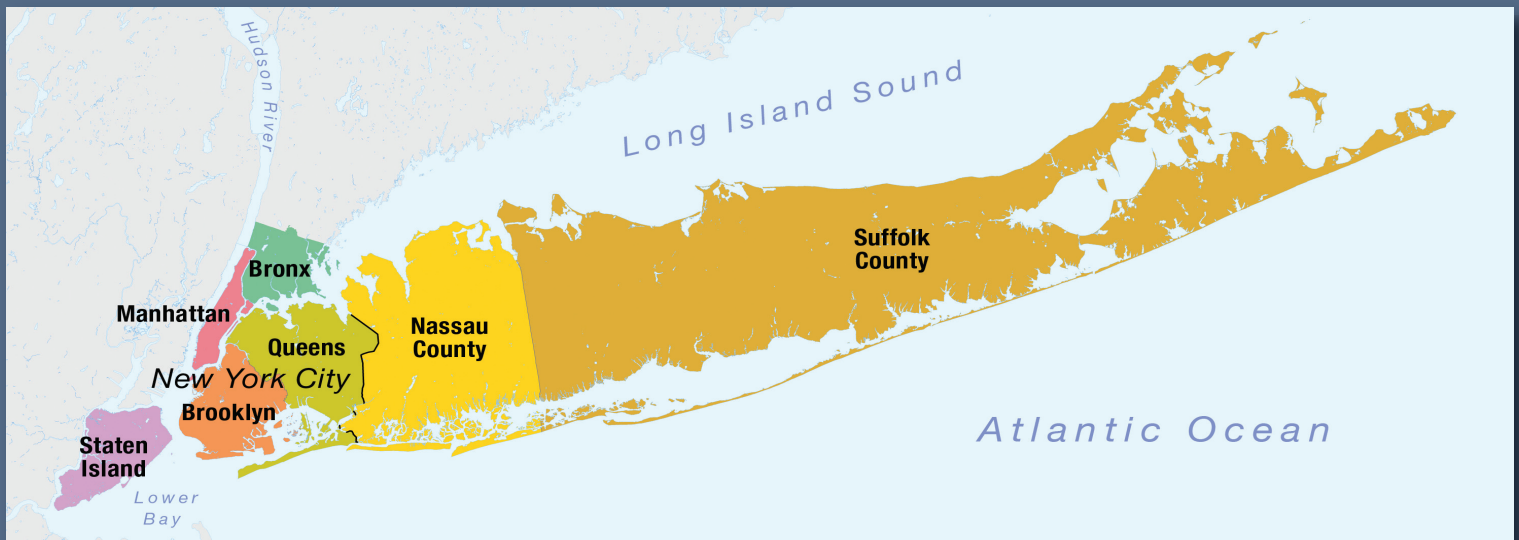 Hudson River
Long Island Sound
Bronx
Suffolk
County
Manhattan
Nassau
County
Queens
New York City
Brooklyn
Atlantic Ocean
Staten
Island
Lower
Bay